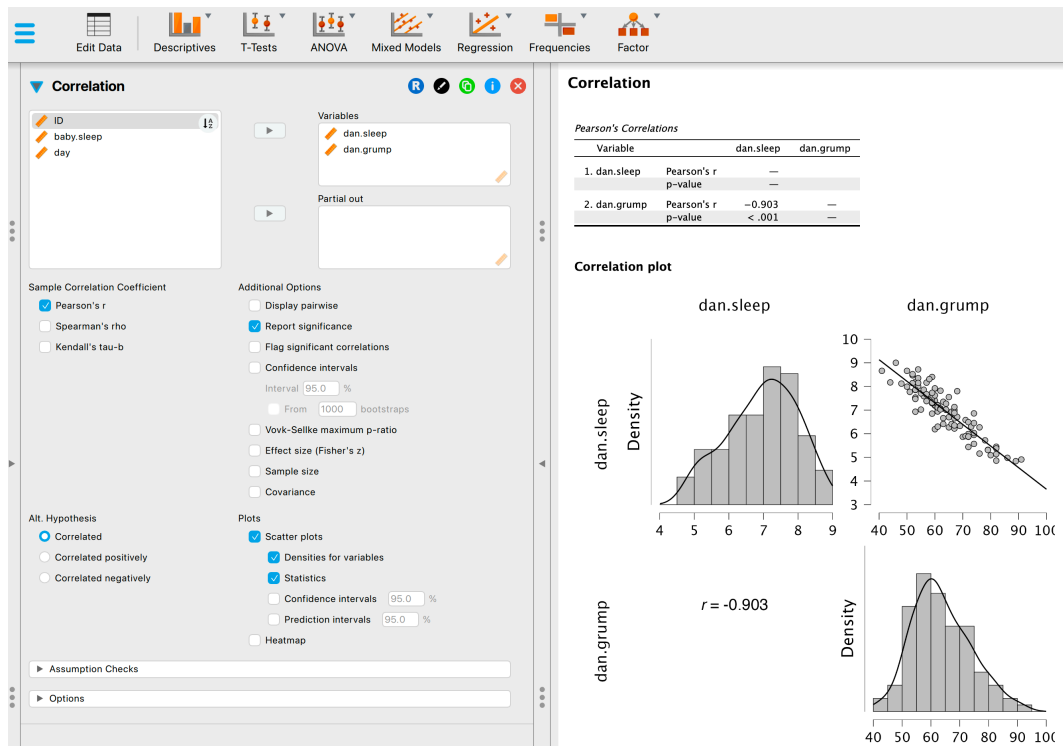 Edit Data
Descriptives
T-Tests
ANOVA
Mixed Models
Regression
Frequencies
Factor
Correlation
R
i
ID
baby.sleep
day
Variables
dan.sleep
dan.grump
Partial out
Sample Correlation Coefficient
Pearson's r
Spearman's rho
Kendall's tau-b
Additional Options
Display pairwise
Report significance
Flag significant correlations
Confidence intervals
Interval 95.0 %
From 1000 bootstraps
Vovk-Sellke maximum p-ratio
Effect size (Fisher's z)
Sample size
Covariance
Alt. Hypothesis
Correlated
Correlated positively
Correlated negatively
Plots
Scatter plots
Densities for variables
Statistics
Confidence intervals 95.0 %
Prediction intervals 95.0 %
Heatmap
Assumption Checks
Options
Correlation
Pearson's Correlations
Variable dan.sleep dan.grump
1. dan.sleep Pearson's r —
p-value —
2. dan.grump Pearson's r −0.903 —
p-value < .001 —
Correlation plot
dan.sleep dan.grump
dan.sleep
Density
4 5 6 7 8 9
10
9
8
7
6
5
4
3
40 50 60 70 80 90 100
dan.grump
r = -0.903
Density
40 50 60 70 80 90 100